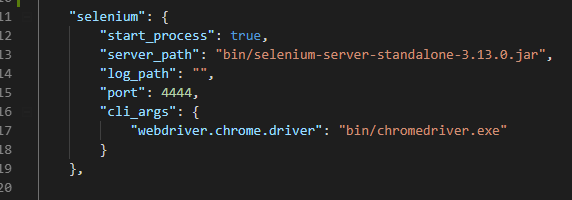 11 "selenium": {
12 "start_process": true,
13 "server_path": "bin/selenium-server-standalone-3.13.0.jar",
14 "log_path": "",
15 "port": 4444,
16 "cli_args": {
17 "webdriver.chrome.driver": "bin/chromedriver.exe"
18 }
19 },
20